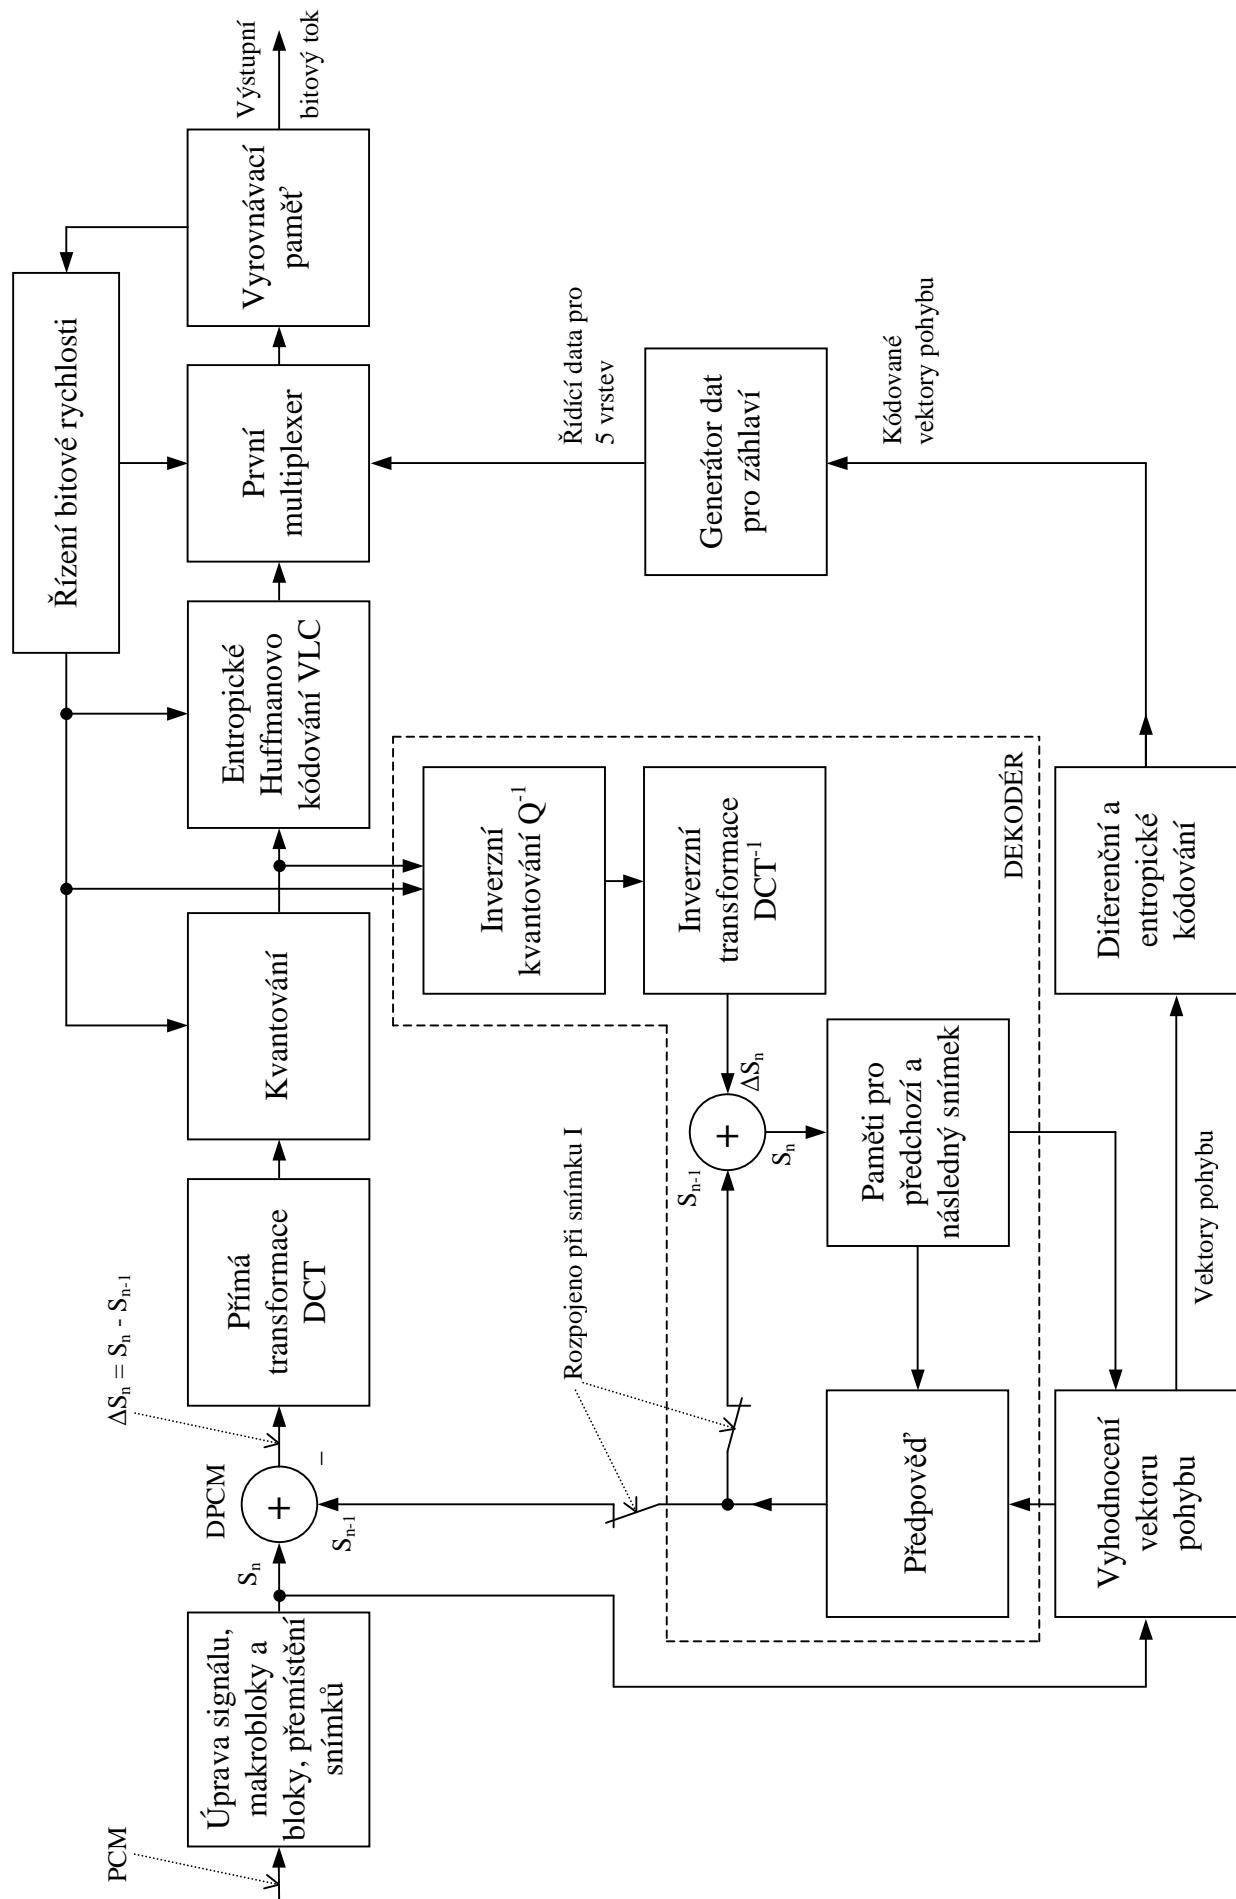 PCM
Úprava signálu,
makrobloky a
bloky, přemístění
snímků
Sn
DPCM
+
−
Sn-1
ΔSn = Sn - Sn-1
Přímá
transformace
DCT
Kvantování
Entropické
Huffmanovo
kódování VLC
První
multiplexer
Vyrovnávací
paměť
Výstupní
bitový tok
Řízení bitové rychlosti
Inverzní
kvantování Q-1
Inverzní
transformace
DCT-1
DEKODÉR
Rozpojeno při snímku I
Sn-1
+
ΔSn
Sn
Předpověď
Paměti pro
předchozí a
následný snímek
Řídící data pro
5 vrstev
Generátor dat
pro záhlaví
Kódované
vektory pohybu
Vyhodnocení
vektoru
pohybu
Vektory pohybu
Diferenční a
entropické
kódování